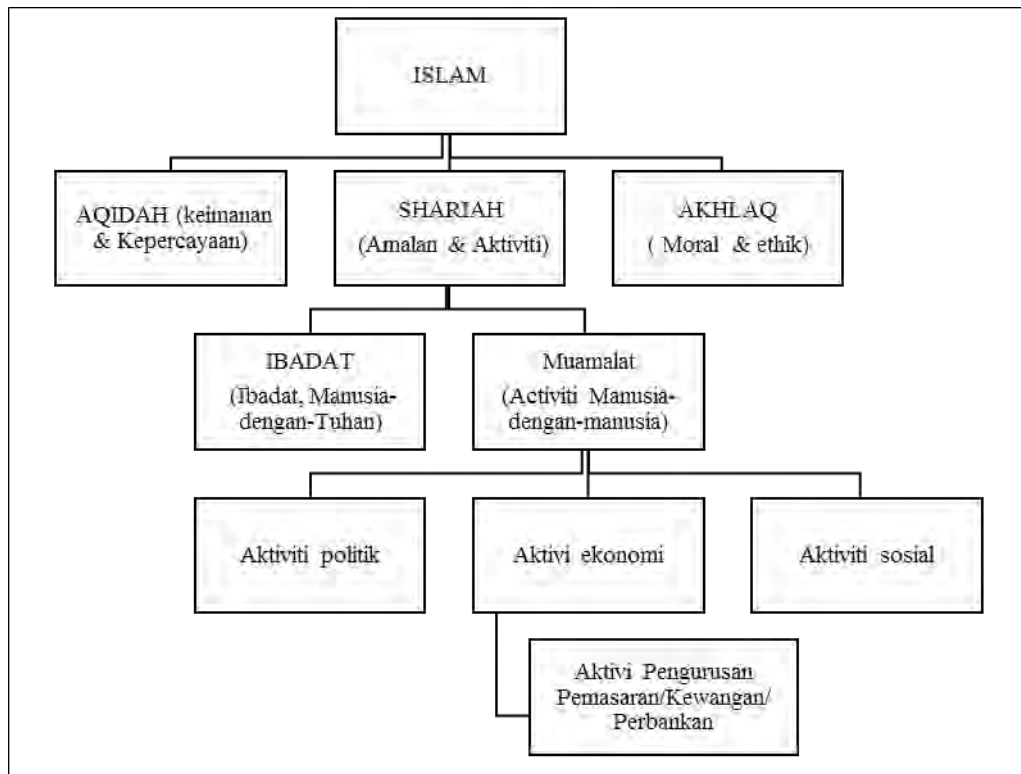 ISLAM
AQIDAH (keimanan
& Kepercayaan)
SHARIAH
(Amalan & Aktiviti)
AKHLAQ
( Moral & ethik)
IBADAT
(Ibadat, Manusia-
dengan-Tuhan)
Muamalat
(Activiti Manusia-
dengan-manusia)
Aktiviti politik
Aktivi ekonomi
Aktiviti sosial
Aktivi Pengurusan
Pemasaran/Kewangan/
Perbankan